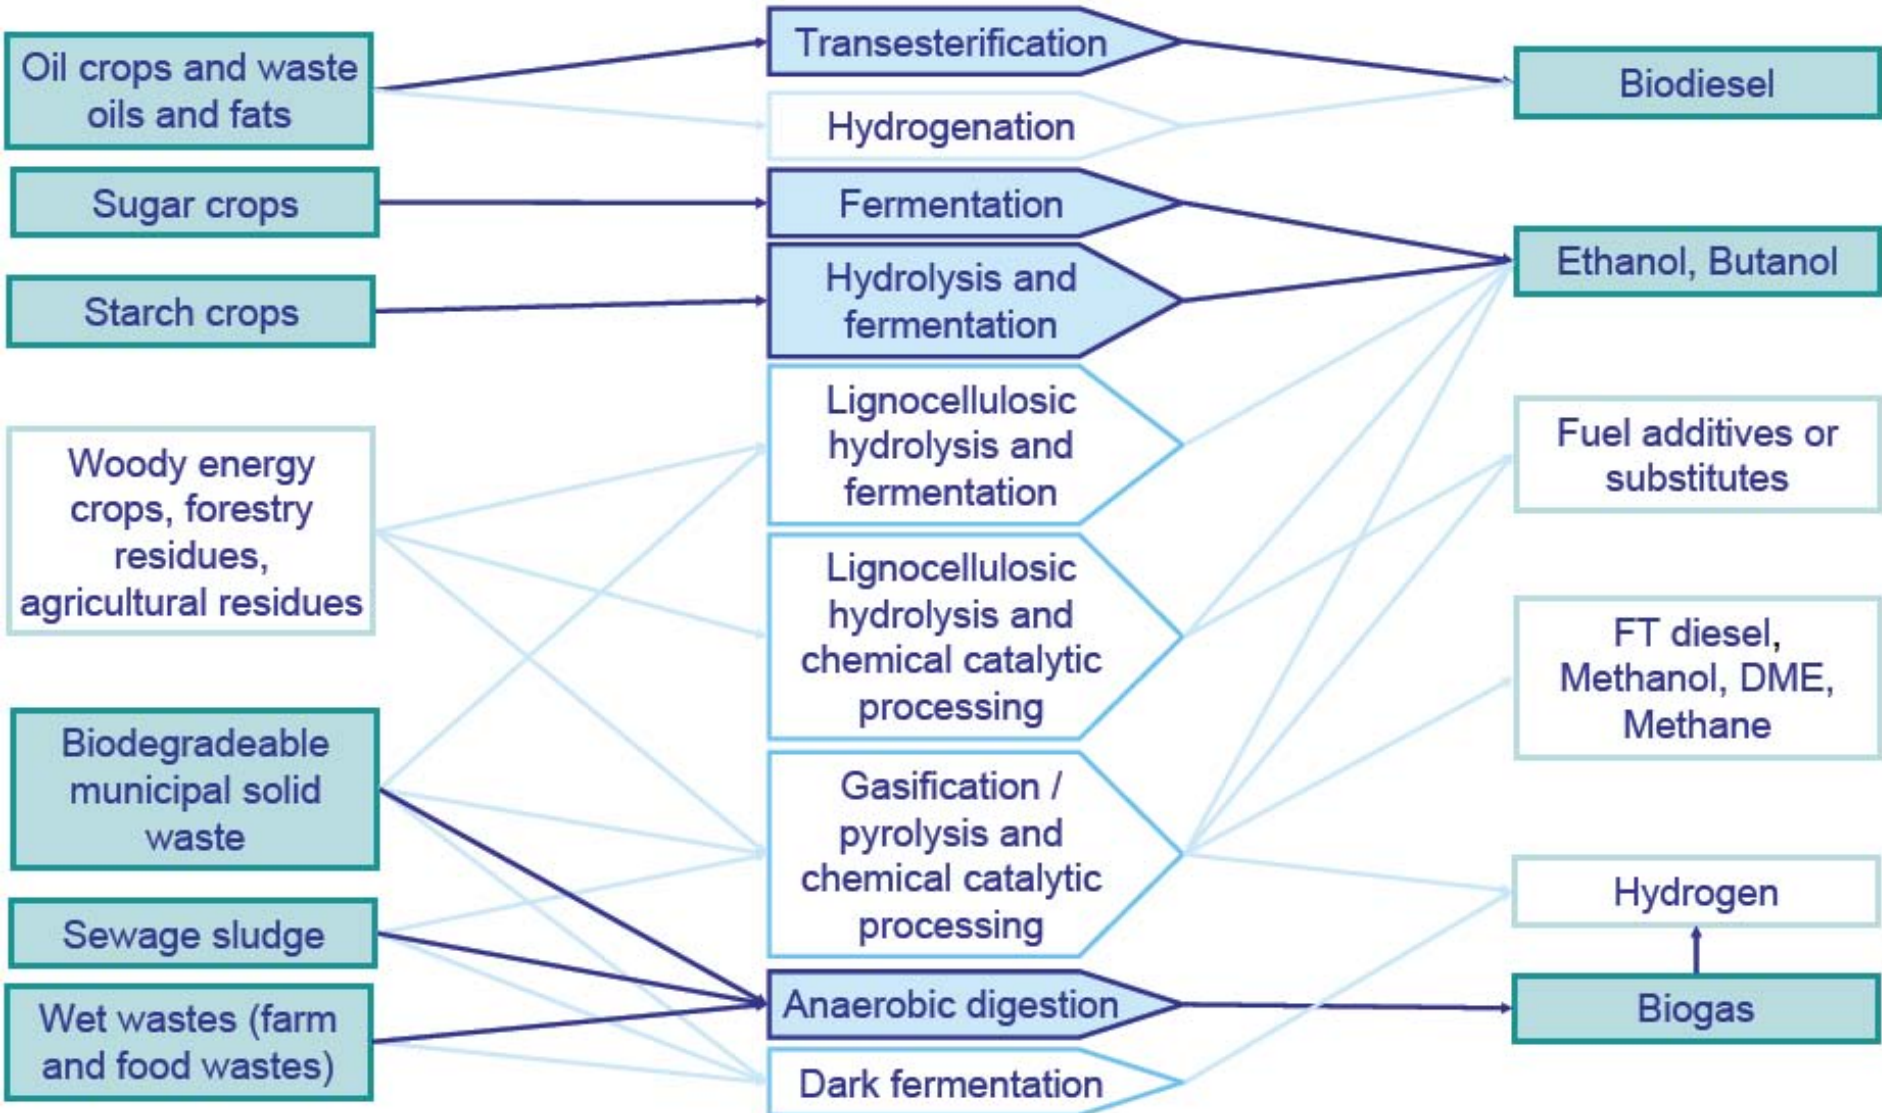 Oil crops and waste
oils and fats
Sugar crops
Starch crops
Woody energy
crops, forestry
residues,
agricultural residues
Biodegradeable
municipal solid
waste
Sewage sludge
Wet wastes (farm
and food wastes)
Transesterification
Hydrogenation
Fermentation
Hydrolysis and
fermentation
Lignocellulosic
hydrolysis and
fermentation
Lignocellulosic
hydrolysis and
chemical catalytic
processing
Gasification /
pyrolysis and
chemical catalytic
processing
Anaerobic digestion
Dark fermentation
Biodiesel
Ethanol, Butanol
Fuel additives or
substitutes
FT diesel,
Methanol, DME,
Methane
Hydrogen
Biogas